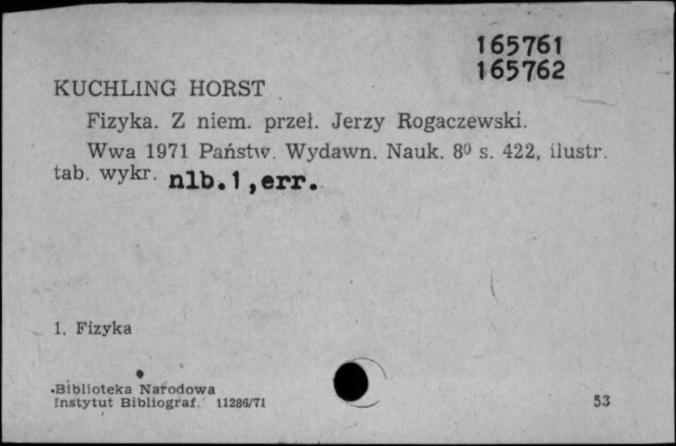 165761
165762
KUCHLING HORST
Fizyka. Z niem. przeł. Jerzy Rogaczewski.
Wwa 1971 Państw. Wydawn. Nauk. 8⁰ s. 422, ilustr.
tab. wykr. nlb.1,err.
1. Fizyka
Biblioteka Narodowa
Instytut Bibliograf. 11286/71
53